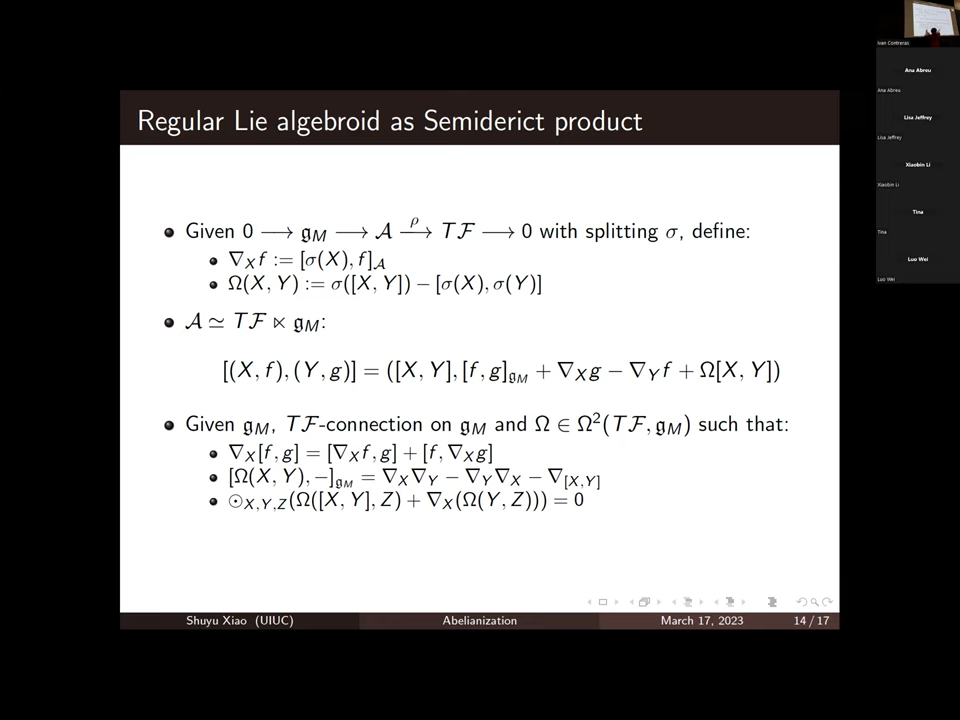 Regular Lie algebroid as Semiderict product
Given 0 ⟶ 𝔤_M ⟶ 𝒜 ⟶^ρ T𝓕 ⟶ 0 with splitting σ, define:
∇_X f := [σ(X), f]_𝒜
Ω(X, Y) := σ([X, Y]) − [σ(X), σ(Y)]
𝒜 ≃ T𝓕 ⋉ 𝔤_M:
[(X, f), (Y, g)] = ([X, Y], [f, g]_{𝔤_M} + ∇_X g − ∇_Y f + Ω[X, Y])
Given 𝔤_M, T𝓕-connection on 𝔤_M and Ω ∈ Ω²(T𝓕, 𝔤_M) such that:
∇_X[f, g] = [∇_X f, g] + [f, ∇_X g]
[Ω(X, Y), −]_{𝔤_M} = ∇_X∇_Y − ∇_Y∇_X − ∇_{[X,Y]}
⊙_{X,Y,Z}(Ω([X, Y], Z) + ∇_X(Ω(Y, Z))) = 0
Shuyu Xiao (UIUC) Abelianization March 17, 2023 14 / 17
Ivan Contreras
Ana Abreu
Ana Abreu
Lisa Jeffrey
Lisa Jeffrey
Xiaobin Li
Xiaobin Li
Tina
Tina
Luo Wei
Luo Wei